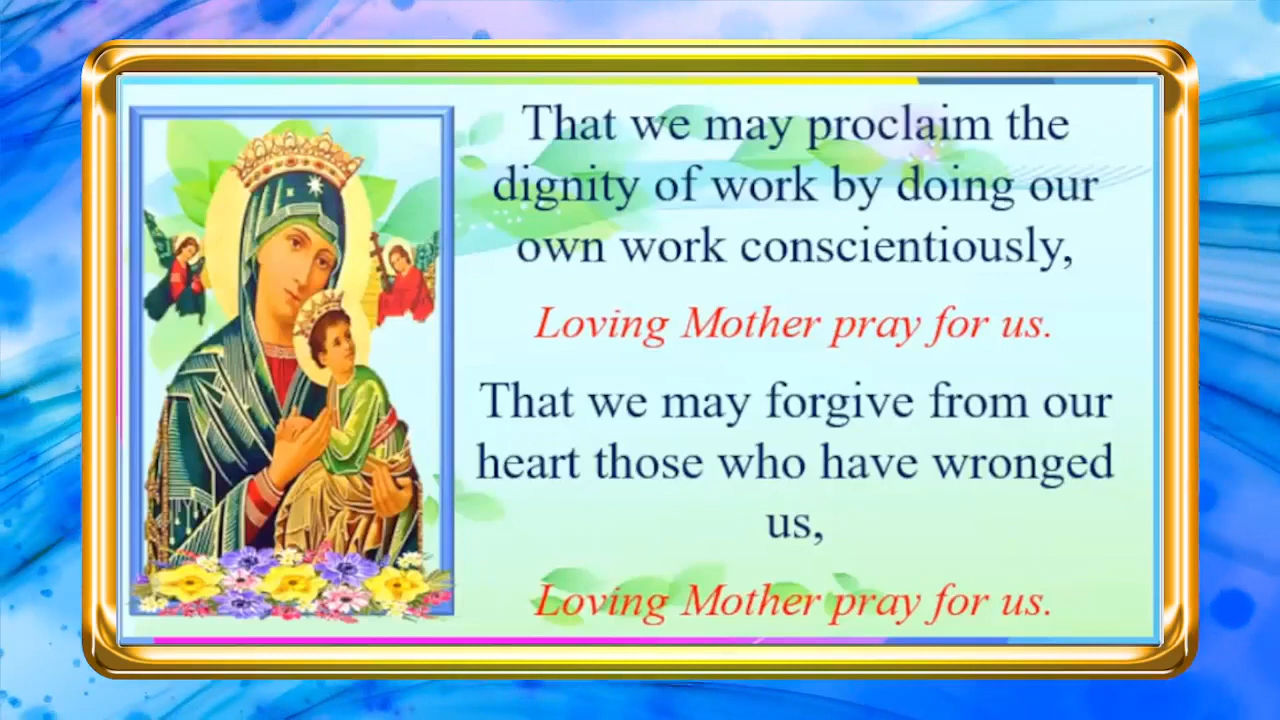 That we may proclaim the
dignity of work by doing our
own work conscientiously,
Loving Mother pray for us.
That we may forgive from our
heart those who have wronged
us,
Loving Mother pray for us.